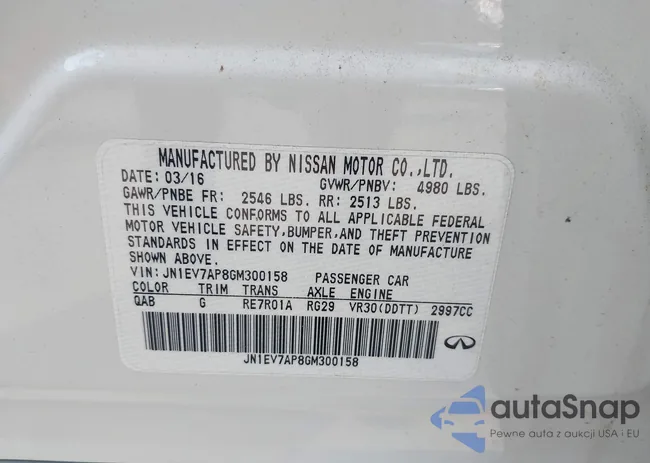 MANUFACTURED BY NISSAN MOTOR CO.,LTD.
DATE: 03/16 GVWR/PNBV: 4980 LBS.
GAWR/PNBE FR: 2546 LBS. RR: 2513 LBS.
THIS VEHICLE CONFORMS TO ALL APPLICABLE FEDERAL
MOTOR VEHICLE SAFETY,BUMPER,AND THEFT PREVENTION
STANDARDS IN EFFECT ON THE DATE OF MANUFACTURE
SHOWN ABOVE.
VIN: JN1EV7AP8GM300158 PASSENGER CAR
COLOR TRIM TRANS AXLE ENGINE
QAB G RE7R01A RG29 VR30(DDTT) 2997CC
JN1EV7AP8GM300158
autaSnap
Pewne auta z aukcji USA i EU